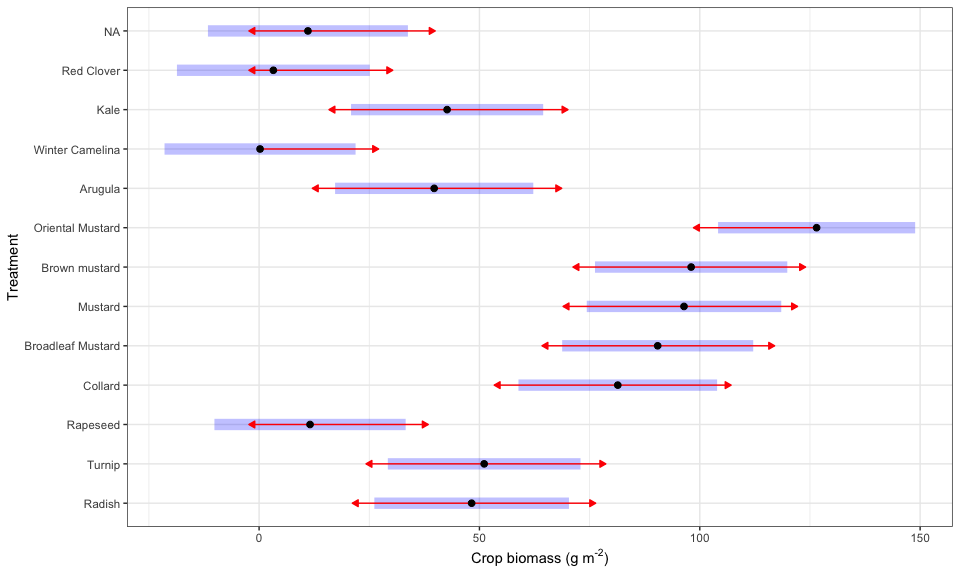 NA
Red Clover
Kale
Winter Camelina
Arugula
Oriental Mustard
Brown mustard
Mustard
Broadleaf Mustard
Collard
Rapeseed
Turnip
Radish
Treatment
0 50 100 150
Crop biomass (g m⁻²)